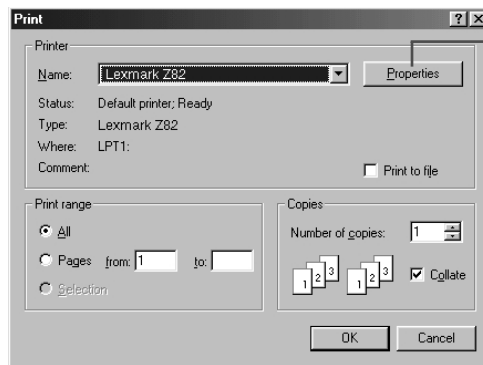 Print
Printer
Name: Lexmark Z82 Properties
Status: Default printer; Ready
Type: Lexmark Z82
Where: LPT1:
Comment: Print to file
Print range
All
Pages from: 1 to:
Selection
Copies
Number of copies: 1
1 2 3 1 2 3 Collate
OK Cancel